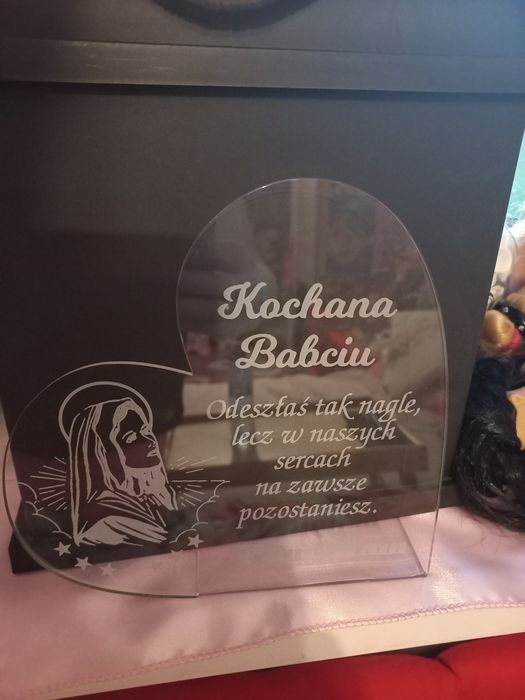 Kochana
Babciu
Odeszłaś tak nagle,
lecz w naszych
sercach
na zawsze
pozostaniesz.